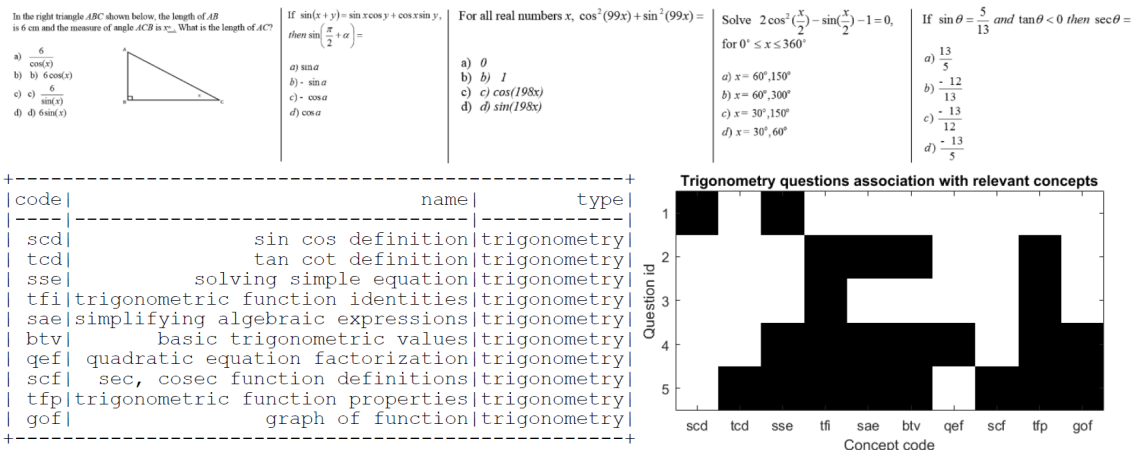 In the right triangle ABC shown below, the length of AB
is 6 cm and the measure of angle ACB is x. What is the length of AC?
a) 6
cos(x)
b) b) 6cos(x)
c) c) 6
sin(x)
d) d) 6sin(x)
A
B
x
C
If sin(x + y) = sin x cos y + cos x sin y,
then sin(π/2 + α) =
a) sin a
b) - sin a
c) - cos a
d) cos a
For all real numbers x, cos²(99x) + sin²(99x) =
a) 0
b) b) 1
c) c) cos(198x)
d) d) sin(198x)
Solve 2cos²(x/2) − sin(x/2) − 1 = 0,
for 0° ≤ x ≤ 360°
a) x = 60°, 150°
b) x = 60°, 300°
c) x = 30°, 150°
d) x = 30°, 60°
If sin θ = 5/13 and tan θ < 0 then sec θ =
a) 13/5
b) - 12/13
c) - 13/12
d) - 13/5
|code| name| type|
| scd| sin cos definition|trigonometry|
| tcd| tan cot definition|trigonometry|
| sse| solving simple equation|trigonometry|
| tfi|trigonometric function identities|trigonometry|
| sae|simplifying algebraic expressions|trigonometry|
| btv| basic trigonometric values|trigonometry|
| qef| quadratic equation factorization|trigonometry|
| scf| sec, cosec function definitions|trigonometry|
| tfp|trigonometric function properties|trigonometry|
| gof| graph of function|trigonometry|
Trigonometry questions association with relevant concepts
Question id
1
2
3
4
5
scd tcd sse tfi sae btv qef scf tfp gof
Concept code